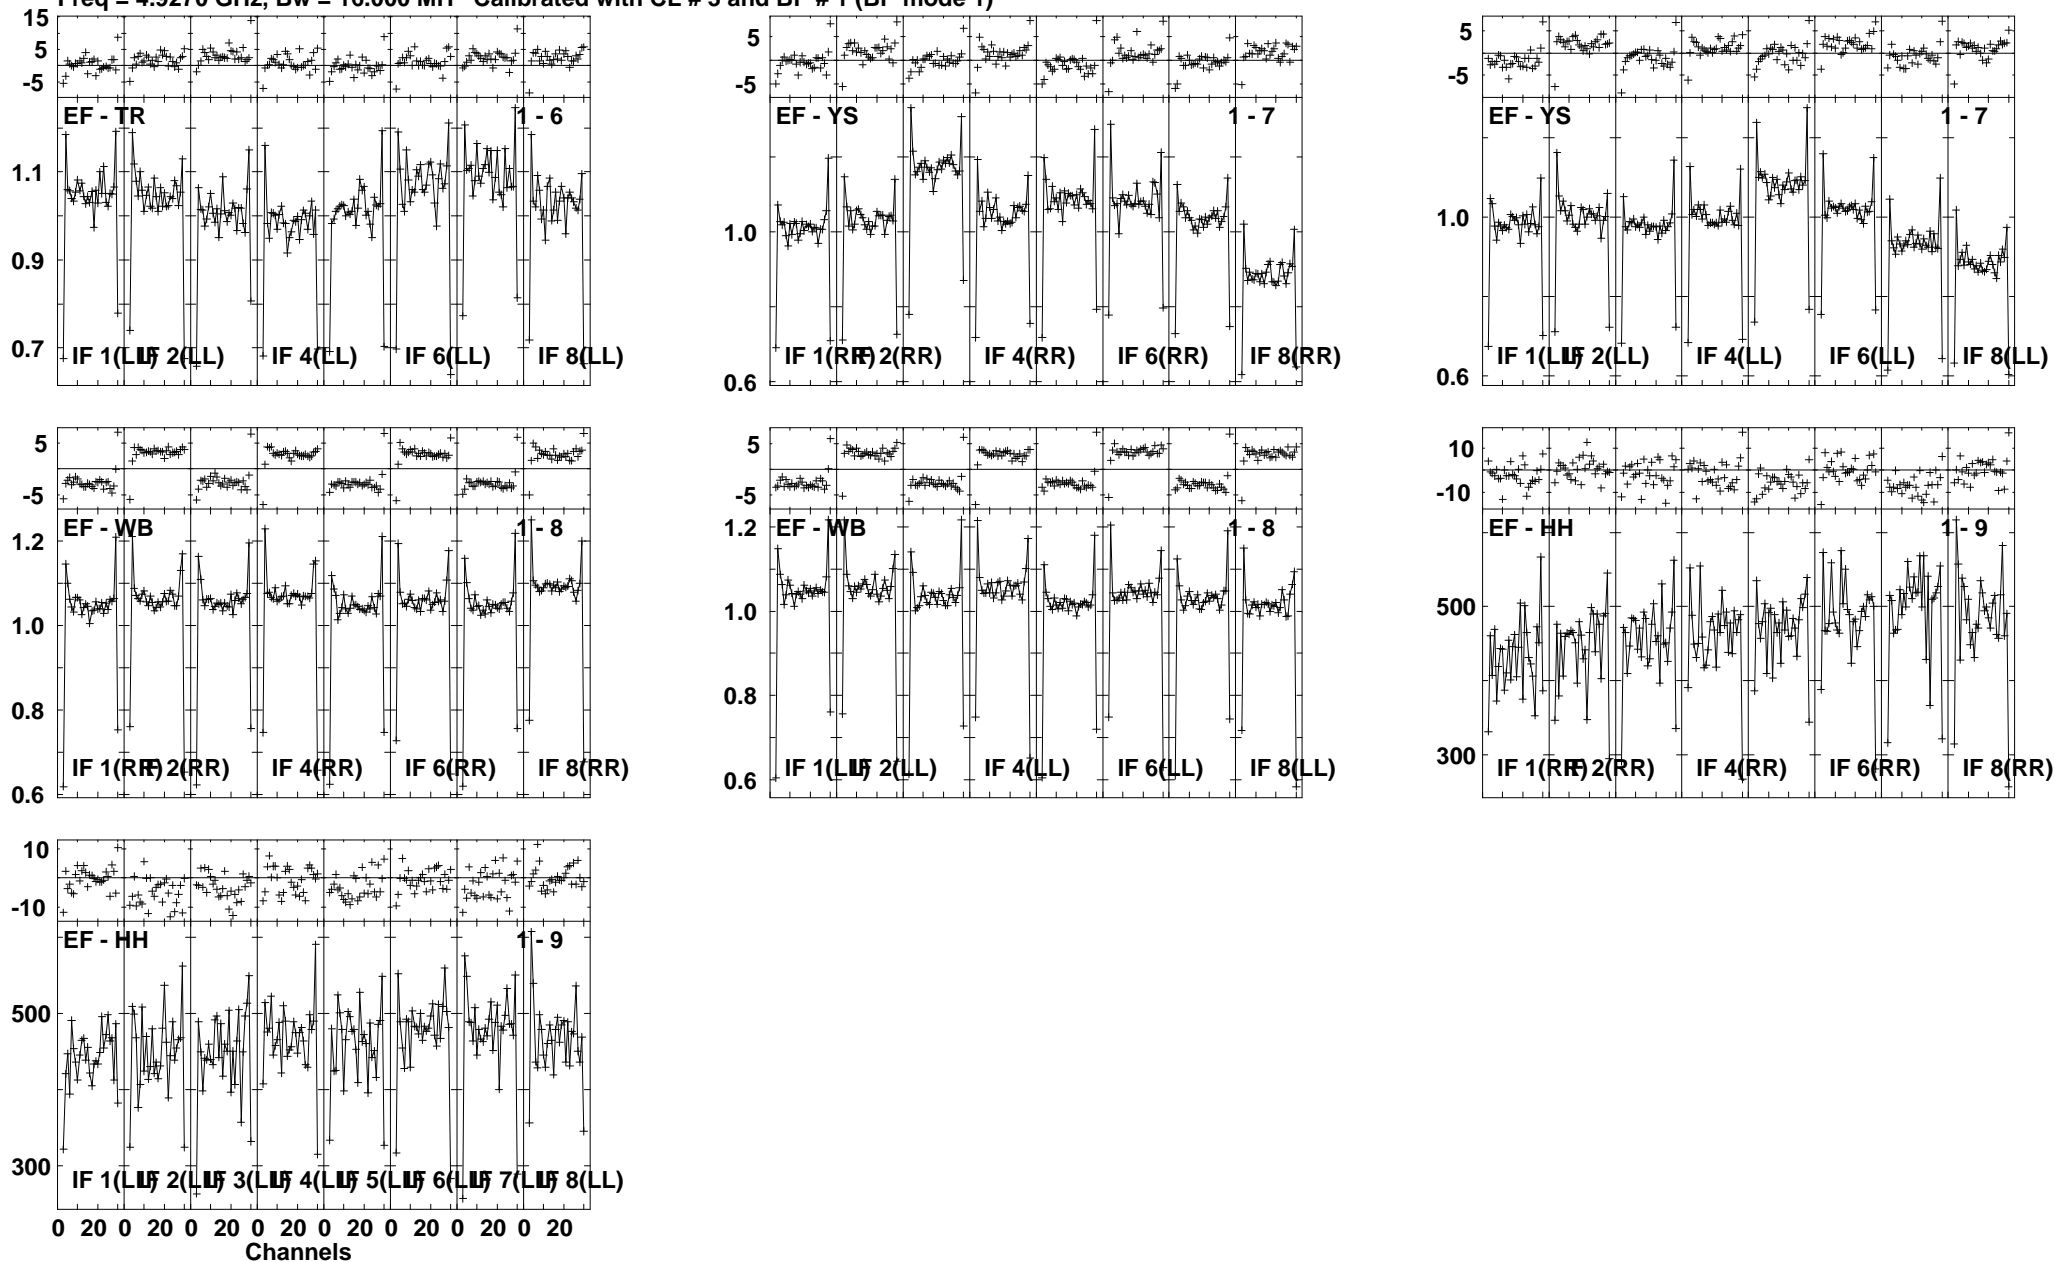 Freq = 4.9270 GHz, Bw = 16.000 MH Calibrated with CL # 3 and BP # 1 (BP mode 1)
15
5
-5
EF - TR 1 - 6
1.1
0.9
0.7
IF 1(LL) IF 2(LL) IF 4(LL) IF 6(LL) IF 8(LL)
5
-5
EF - YS 1 - 7
1.0
0.6
IF 1(RR) IF 2(RR) IF 4(RR) IF 6(RR) IF 8(RR)
5
-5
EF - YS 1 - 7
1.0
0.6
IF 1(LL) IF 2(LL) IF 4(LL) IF 6(LL) IF 8(LL)
5
-5
EF - WB 1 - 8
1.2
1.0
0.8
0.6
IF 1(RR) IF 2(RR) IF 4(RR) IF 6(RR) IF 8(RR)
5
-5
EF - WB 1 - 8
1.2
1.0
0.8
0.6
IF 1(LL) IF 2(LL) IF 4(LL) IF 6(LL) IF 8(LL)
10
-10
EF - HH 1 - 9
500
300
IF 1(RR) IF 2(RR) IF 4(RR) IF 6(RR) IF 8(RR)
10
-10
EF - HH 1 - 9
500
300
IF 1(LL) IF 2(LL) IF 3(LL) IF 4(LL) IF 5(LL) IF 6(LL) IF 7(LL) IF 8(LL)
0 20 0 20 0 20 0 20 0 20 0 20 0 20 0 20
Channels